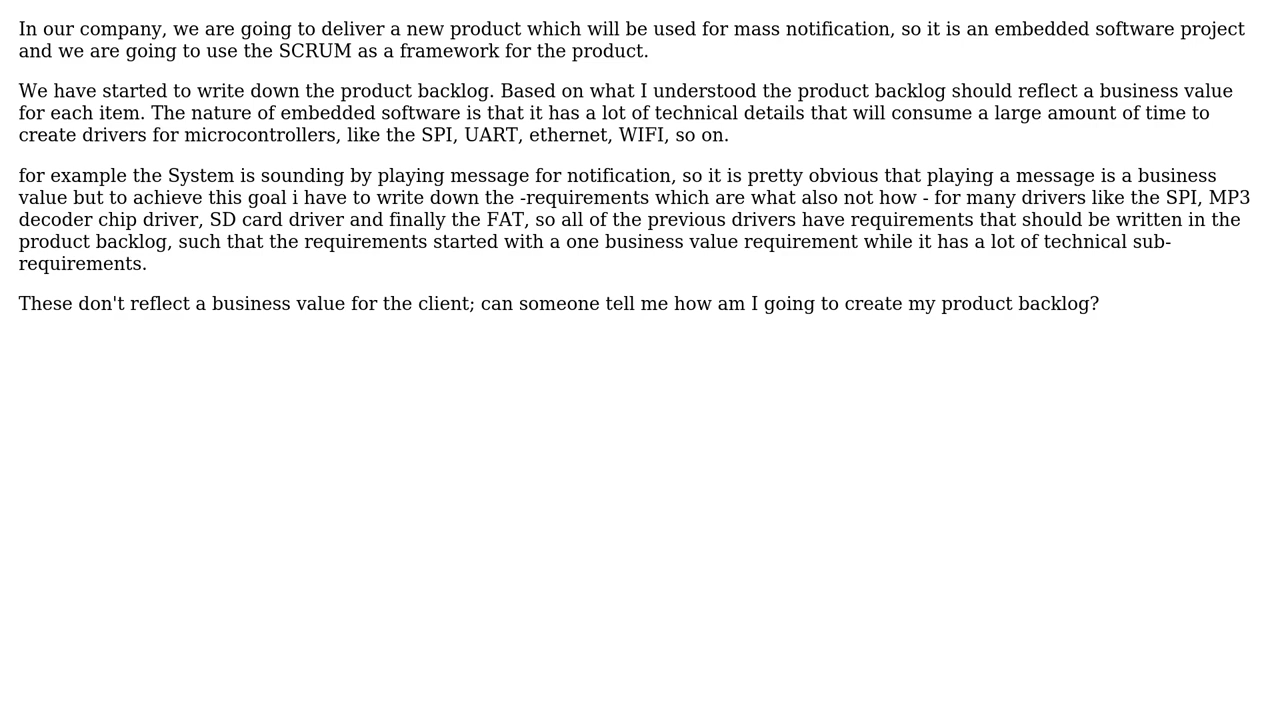 In our company, we are going to deliver a new product which will be used for mass notification, so it is an embedded software project
and we are going to use the SCRUM as a framework for the product.
We have started to write down the product backlog. Based on what I understood the product backlog should reflect a business value
for each item. The nature of embedded software is that it has a lot of technical details that will consume a large amount of time to
create drivers for microcontrollers, like the SPI, UART, ethernet, WIFI, so on.
for example the System is sounding by playing message for notification, so it is pretty obvious that playing a message is a business
value but to achieve this goal i have to write down the -requirements which are what also not how - for many drivers like the SPI, MP3
decoder chip driver, SD card driver and finally the FAT, so all of the previous drivers have requirements that should be written in the
product backlog, such that the requirements started with a one business value requirement while it has a lot of technical sub-
requirements.
These don't reflect a business value for the client; can someone tell me how am I going to create my product backlog?